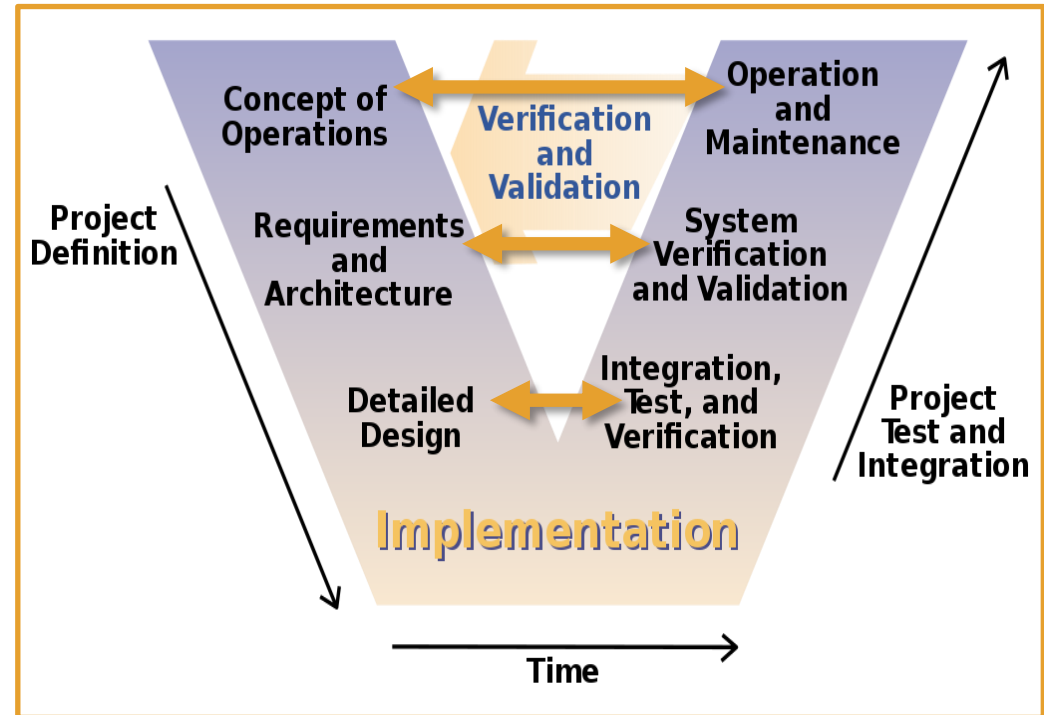 Concept of
Operations
Verification
and
Validation
Operation
and
Maintenance
Project
Definition
Requirements
and
Architecture
System
Verification
and Validation
Detailed
Design
Integration,
Test, and
Verification
Project
Test and
Integration
Implementation
Time